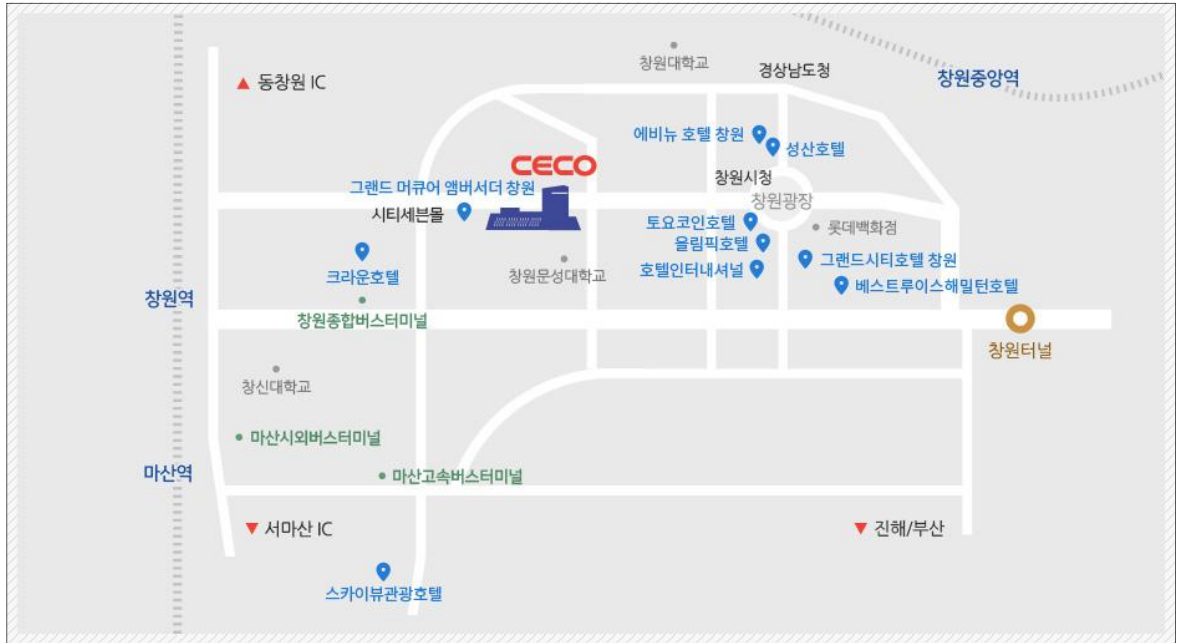 창원대학교
경상남도청
▲ 동창원 IC
창원중앙역
에비뉴 호텔 창원
성산호텔
CECO
그랜드 머큐어 앰버서더 창원
창원시청
창원광장
시티세븐몰
토요코인호텔
롯데백화점
올림픽호텔
크라운호텔
창원문성대학교
호텔인터내셔널
그랜드시티호텔 창원
베스트루이스해밀턴호텔
창원역
창원종합버스터미널
창원터널
창신대학교
마산시외버스터미널
마산역
마산고속버스터미널
▼ 서마산 IC
▼ 진해/부산
스카이뷰관광호텔